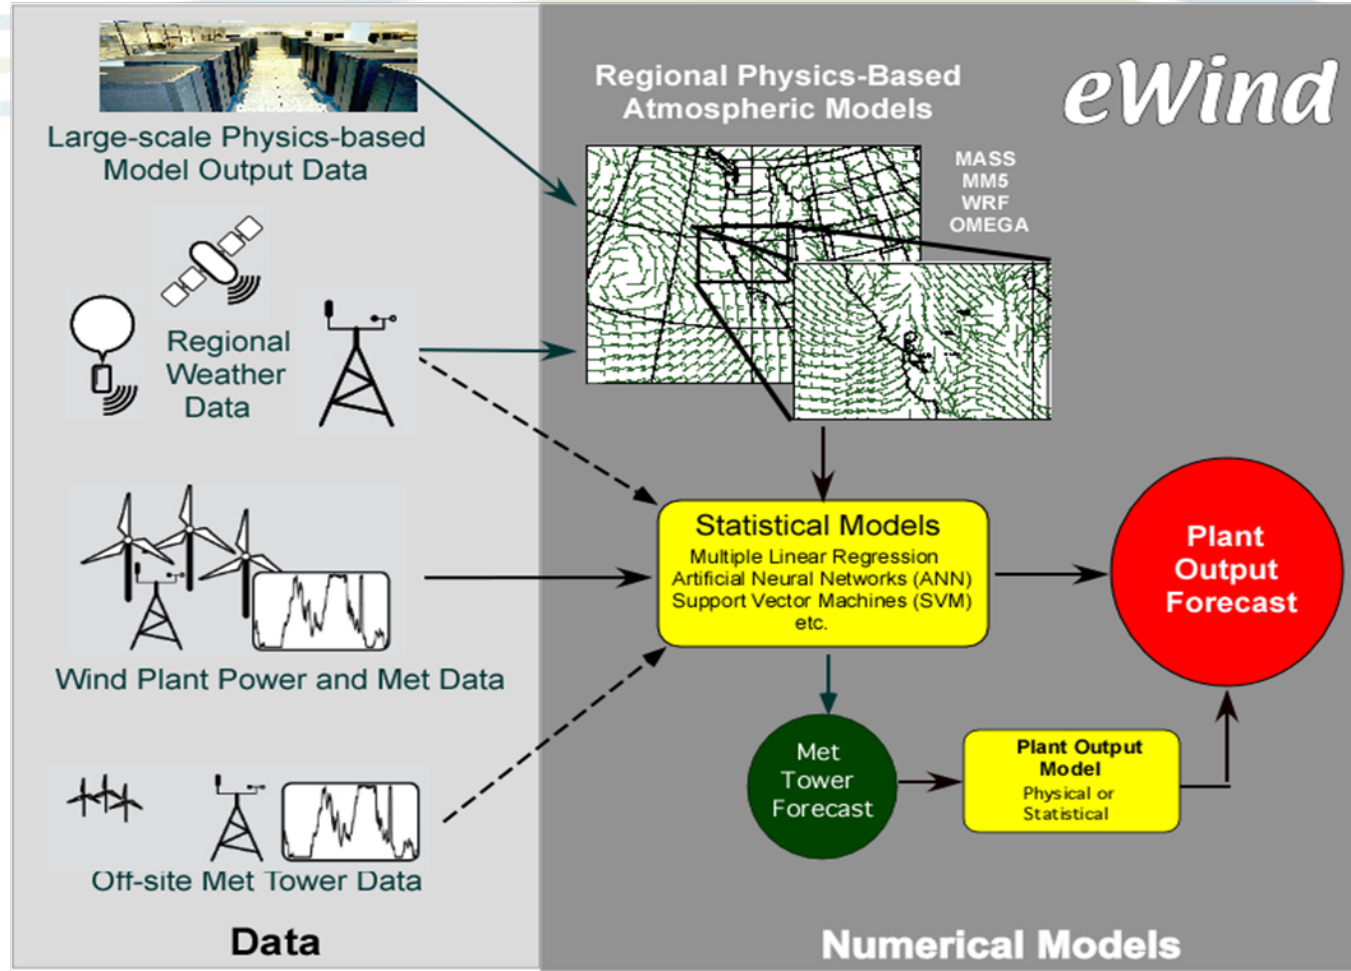 eWind
Large-scale Physics-based
Model Output Data
Regional Physics-Based
Atmospheric Models
MASS
MM5
WRF
OMEGA
Regional
Weather
Data
Wind Plant Power and Met Data
Off-site Met Tower Data
Data
Statistical Models
Multiple Linear Regression
Artificial Neural Networks (ANN)
Support Vector Machines (SVM)
etc.
Plant
Output
Forecast
Met
Tower
Forecast
Plant Output
Model
Physical or
Statistical
Numerical Models